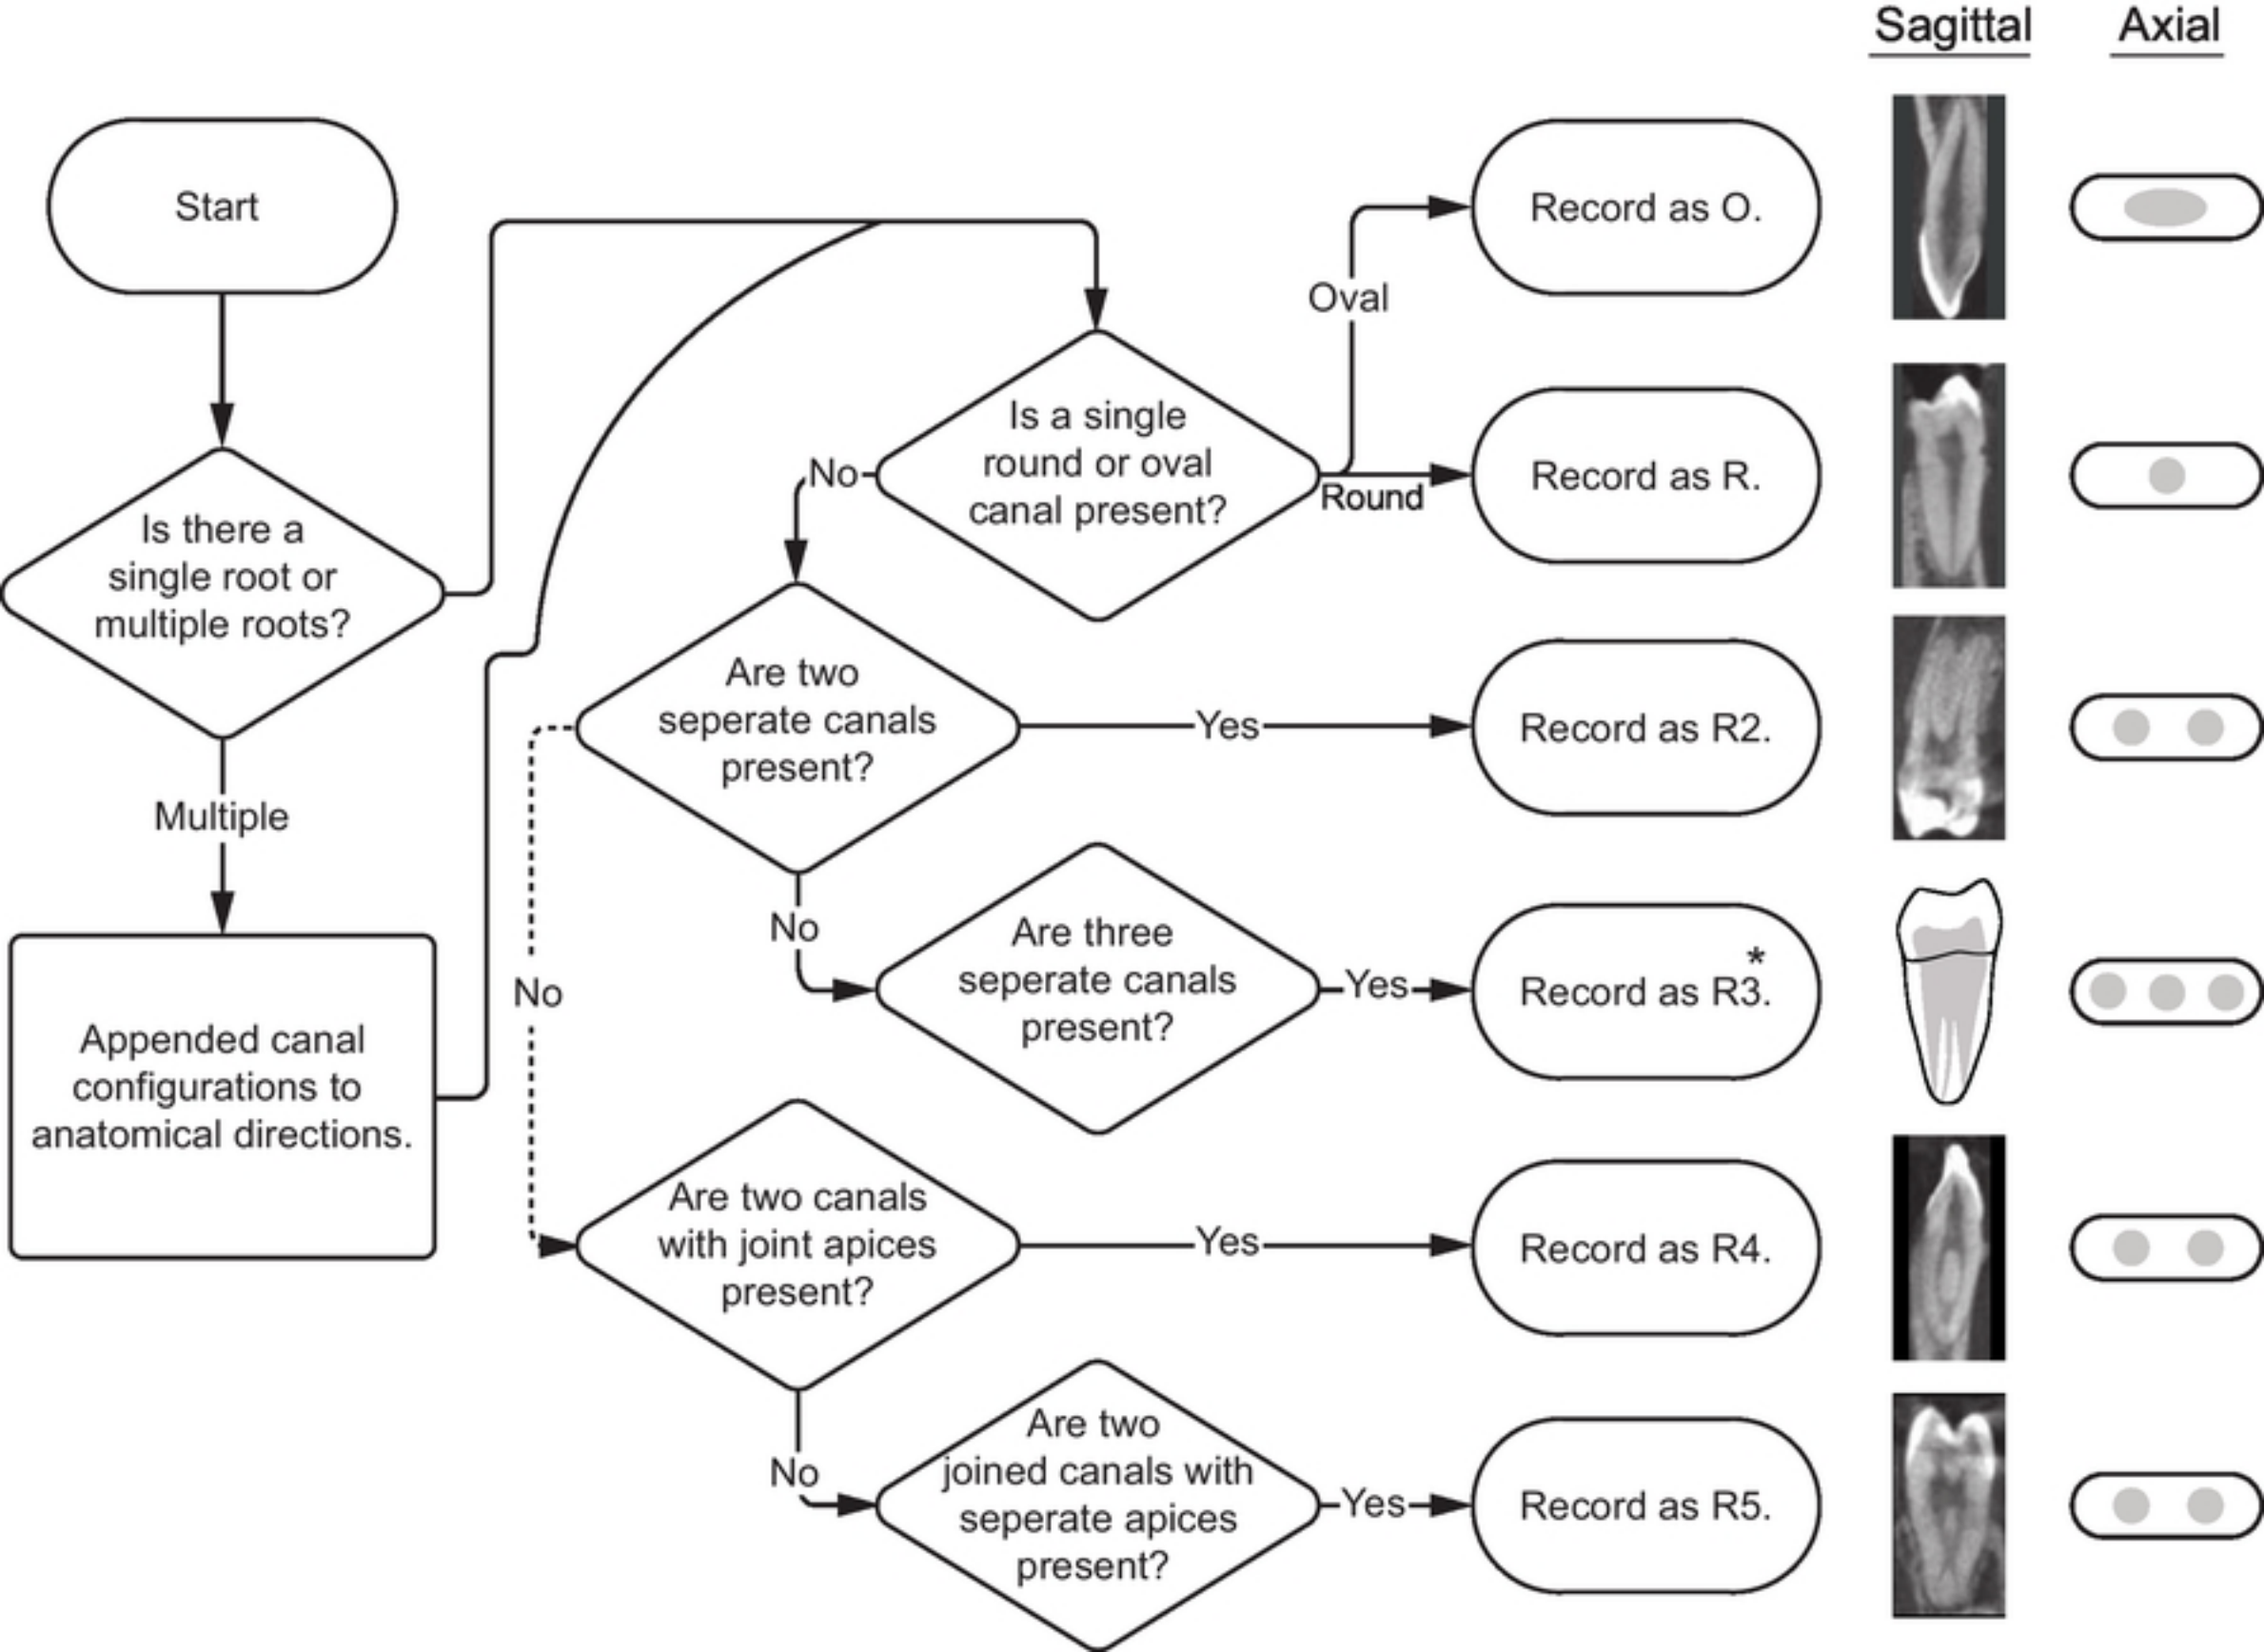 Sagittal
Axial
Start
Is there a
single root or
multiple roots?
Multiple
Appended canal
configurations to
anatomical directions.
Is a single
round or oval
canal present?
Oval
Record as O.
Round
Record as R.
No
Are two
seperate canals
present?
Yes
Record as R2.
No
Are three
seperate canals
present?
Yes
Record as R3.
*
No
Are two canals
with joint apices
present?
Yes
Record as R4.
No
Are two
joined canals with
seperate apices
present?
Yes
Record as R5.